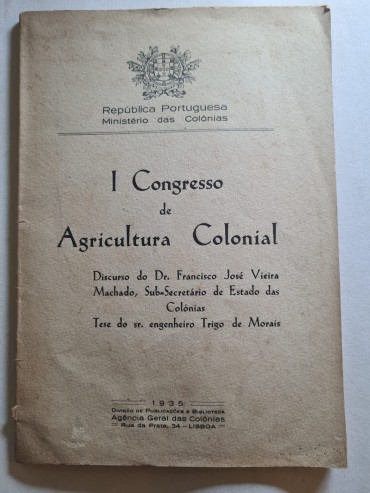 República Portuguesa
Ministério das Colónias
I Congresso
de
Agricultura Colonial
Discurso do Dr. Francisco José Vieira
Machado, Sub=Secretário de Estado das
Colónias
Tese do sr. engenheiro Trigo de Morais
1935
DIVISÃO DE PUBLICAÇÕES E BIBLIOTECA
Agência Geral das Colónias
Rua da Prata, 34 — LISBOA